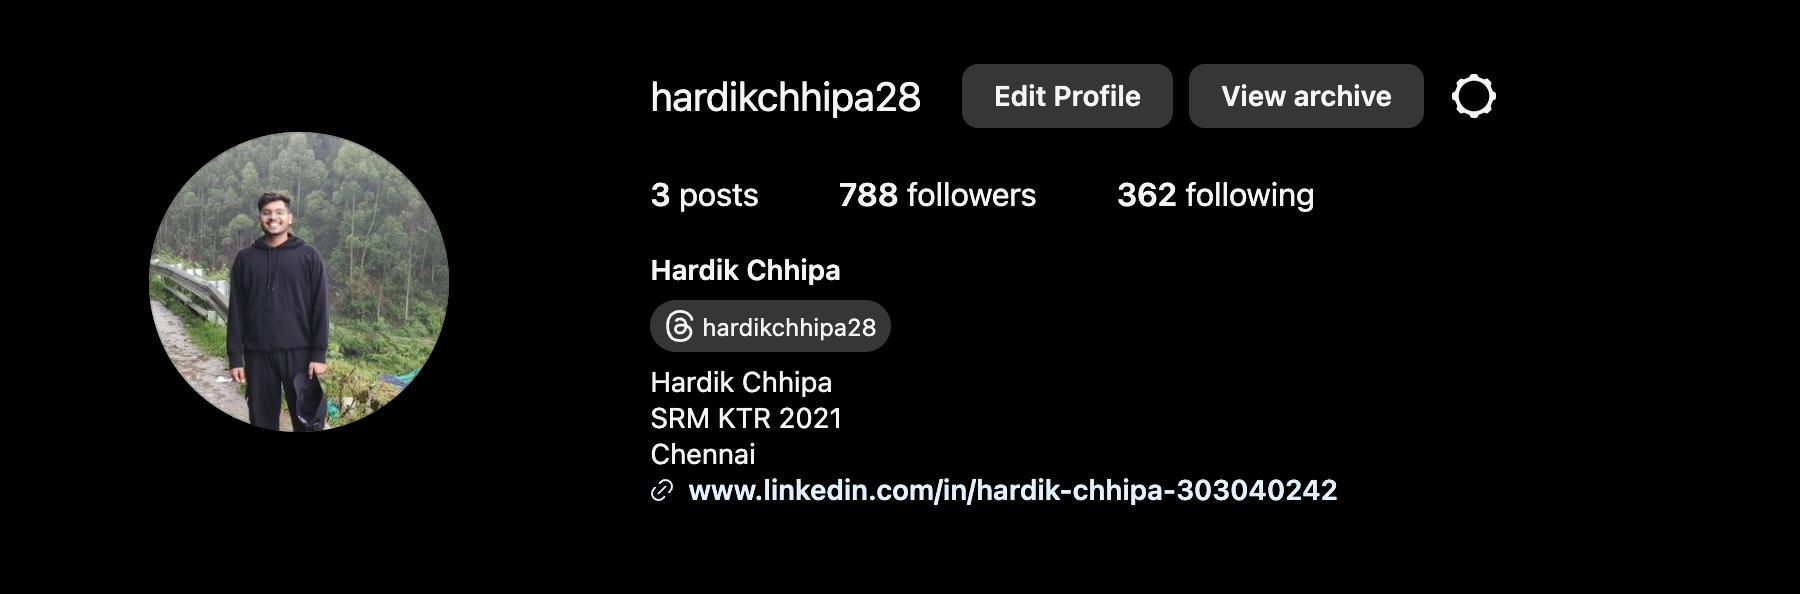 hardikchhipa28 Edit Profile View archive
3 posts 788 followers 362 following
Hardik Chhipa
hardikchhipa28
Hardik Chhipa
SRM KTR 2021
Chennai
www.linkedin.com/in/hardik-chhipa-303040242